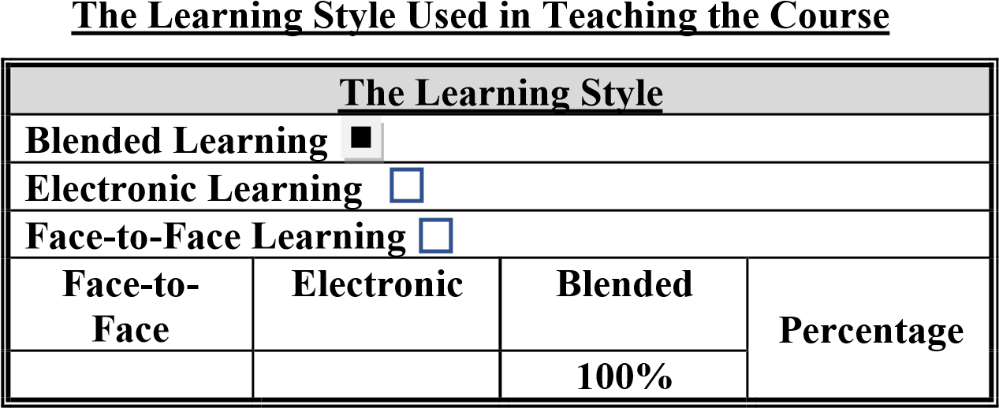 The Learning Style Used in Teaching the Course
The Learning Style
Blended Learning ■
Electronic Learning ☐
Face-to-Face Learning ☐
Face-to-
Face
Electronic
Blended
Percentage
100%